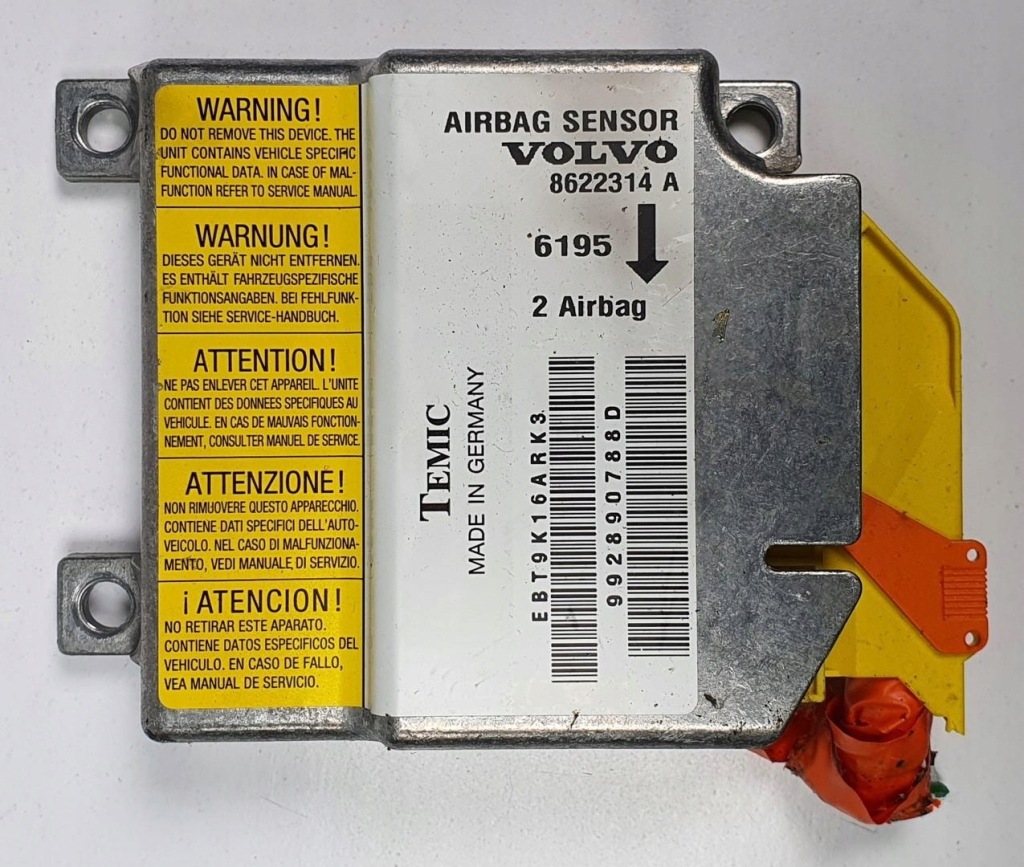 WARNING!
DO NOT REMOVE THIS DEVICE. THE
UNIT CONTAINS VEHICLE SPECIFIC
FUNCTIONAL DATA. IN CASE OF MAL-
FUNCTION REFER TO SERVICE MANUAL.
WARNUNG!
DIESES GERÄT NICHT ENTFERNEN.
ES ENTHÄLT FAHRZEUGSPEZIFISCHE
FUNKTIONSANGABEN. BEI FEHLFUNK-
TION SIEHE SERVICE-HANDBUCH.
ATTENTION!
NE PAS ENLEVER CET APPAREIL. L'UNITE
CONTIENT DES DONNEES SPECIFIQUES AU
VEHICULE. EN CAS DE MAUVAIS FONCTION-
NEMENT, CONSULTER MANUEL DE SERVICE.
ATTENZIONE!
NON RIMUOVERE QUESTO APPARECCHIO.
CONTIENE DATI SPECIFICI DELL'AUTO-
VEICOLO. NEL CASO DI MALFUNZIONA-
MENTO, VEDI MANUALE DI SERVIZIO.
¡ATENCION!
NO RETIRAR ESTE APARATO.
CONTIENE DATOS ESPECIFICOS DEL
VEHICULO. EN CASO DE FALLO,
VEA MANUAL DE SERVICIO.
AIRBAG SENSOR
VOLVO
8622314 A
6195
2 Airbag
TEMIC
MADE IN GERMANY
EBT9K16ARK3
992890788D